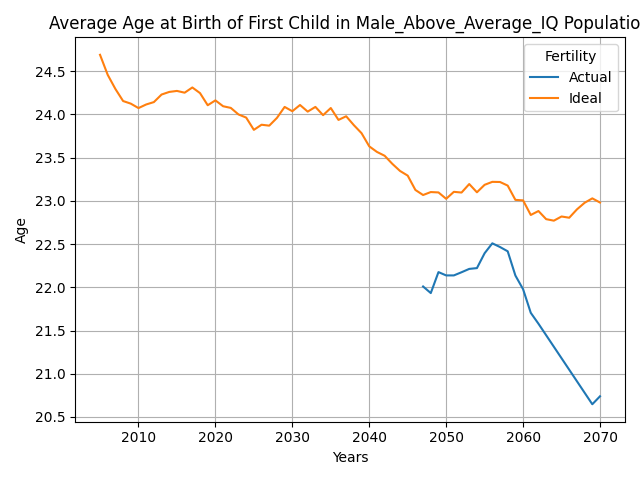 Average Age at Birth of First Child in Male_Above_Average_IQ Populatio
Fertility
Actual
Ideal
24.5
24.0
23.5
23.0
22.5
22.0
21.5
21.0
20.5
Age
2010 2020 2030 2040 2050 2060 2070
Years